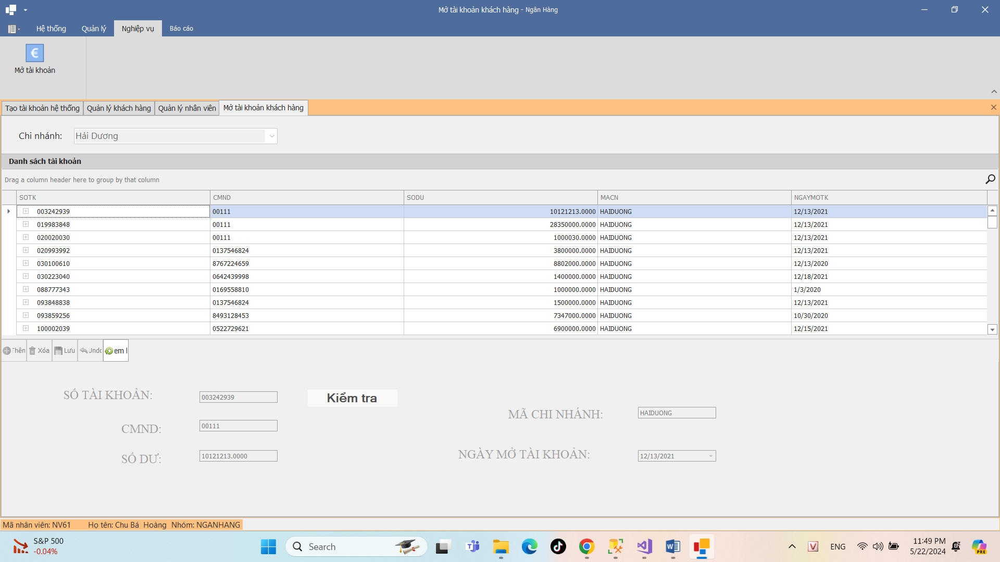 Mở tài khoản khách hàng - Ngân Hàng
Hệ thống Quản lý Nghiệp vụ Báo cáo
€
Mở tài khoản
Tạo tài khoản hệ thống Quản lý khách hàng Quản lý nhân viên Mở tài khoản khách hàng
Chi nhánh: Hải Dương
Danh sách tài khoản
Drag a column header here to group by that column
SOTK CMND SODU MACN NGAYMOTK
003242939 00111 10121213.0000 HAIDUONG 12/13/2021
019983848 00111 28350000.0000 HAIDUONG 12/13/2021
020020030 00111 1000030.0000 HAIDUONG 12/13/2021
020993992 0137546824 3800000.0000 HAIDUONG 12/13/2021
030100610 8767224659 8802000.0000 HAIDUONG 12/13/2020
030223040 0642439998 1400000.0000 HAIDUONG 12/18/2021
088777343 0169558810 1000000.0000 HAIDUONG 1/3/2020
093848838 0137546824 1500000.0000 HAIDUONG 12/13/2021
093859256 8493128453 7347000.0000 HAIDUONG 10/30/2020
100002039 0522729621 6900000.0000 HAIDUONG 12/15/2021
Xóa Lưu
SỐ TÀI KHOẢN: 003242939 Kiểm tra
MÃ CHI NHÁNH: HAIDUONG
CMND: 00111
NGÀY MỞ TÀI KHOẢN: 12/13/2021
SỐ DƯ: 10121213.0000
Mã nhân viên: NV61 Họ tên: Chu Bá Hoàng Nhóm: NGANHANG
S&P 500
-0.04%
Search
ENG
11:49 PM
5/22/2024
PRE